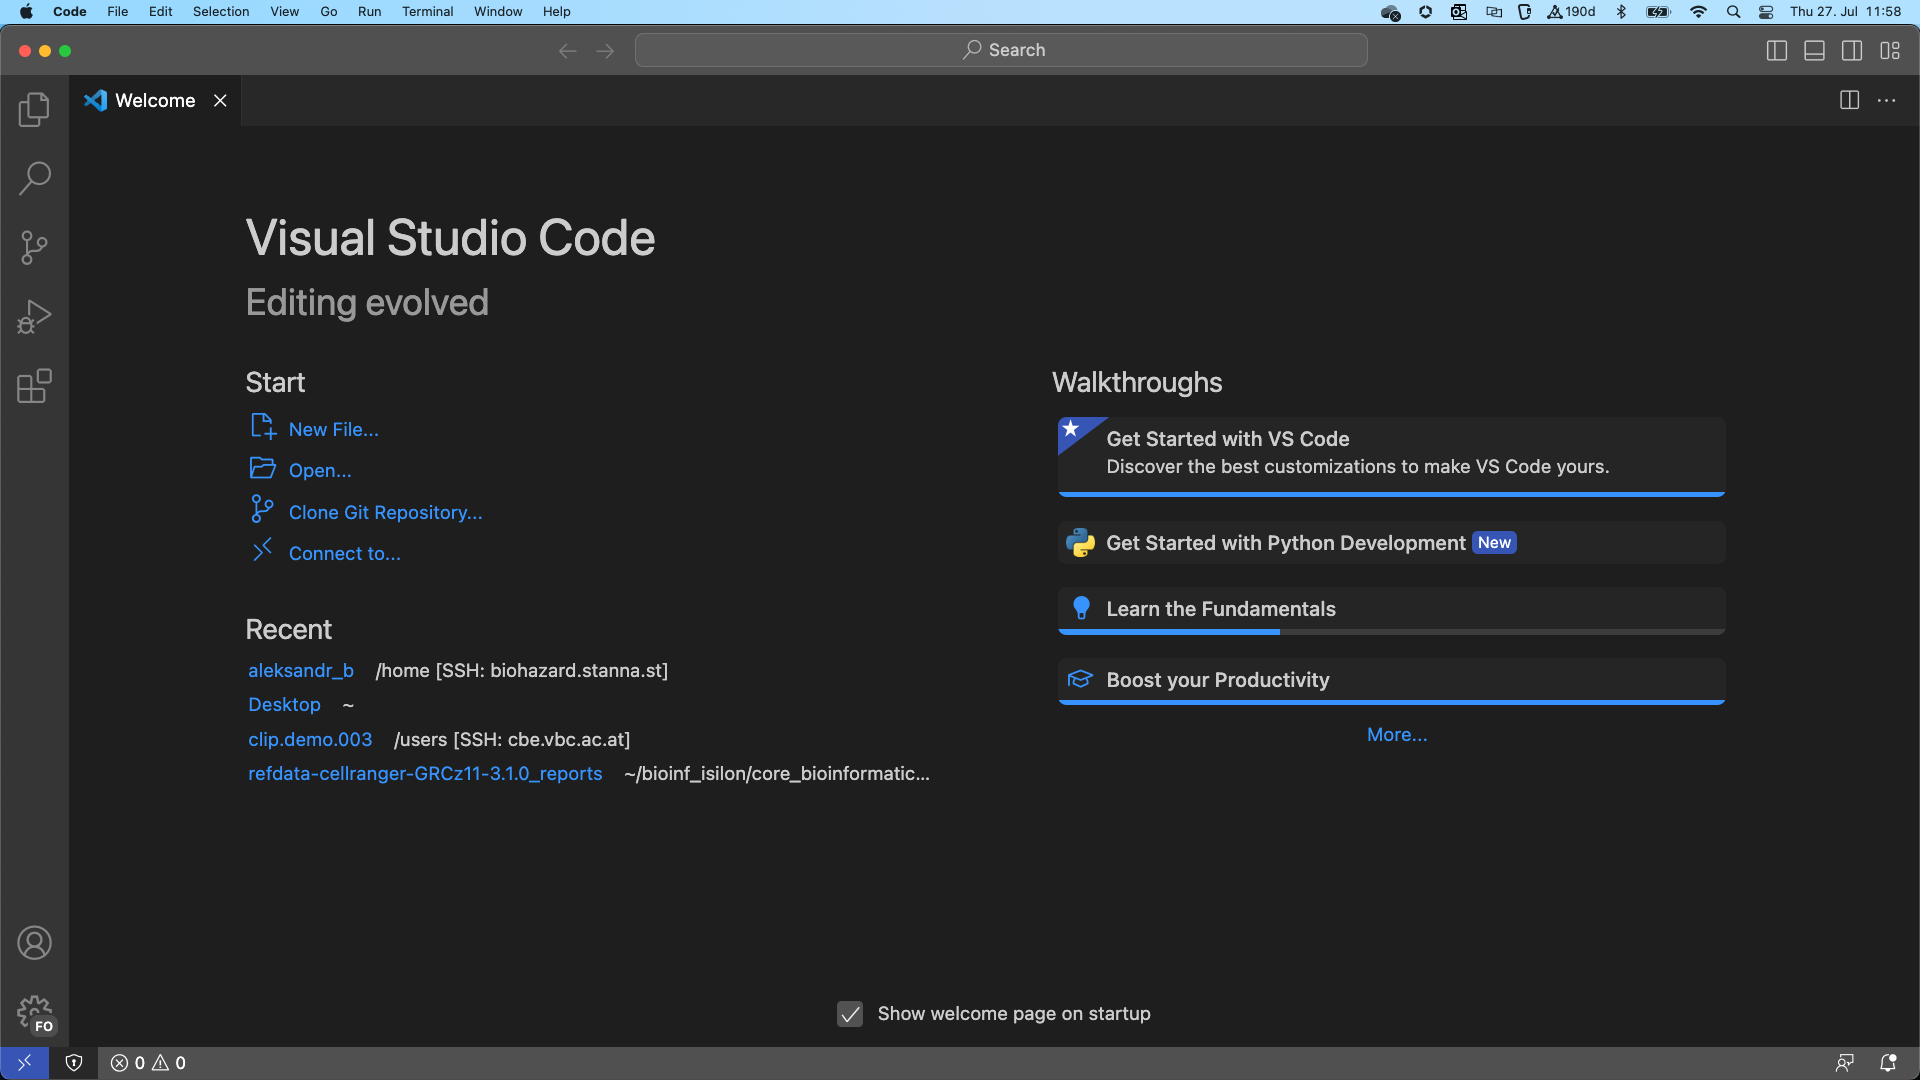 Code File Edit Selection View Go Run Terminal Window Help 190d Thu 27. Jul 11:58
Search
Welcome
Visual Studio Code
Editing evolved
Start
New File...
Open...
Clone Git Repository...
Connect to...
Recent
aleksandr_b /home [SSH: biohazard.stanna.st]
Desktop ~
clip.demo.003 /users [SSH: cbe.vbc.ac.at]
refdata-cellranger-GRCz11-3.1.0_reports ~/bioinf_isilon/core_bioinformatic...
Walkthroughs
Get Started with VS Code
Discover the best customizations to make VS Code yours.
Get Started with Python Development New
Learn the Fundamentals
Boost your Productivity
More...
Show welcome page on startup
FO
0 0